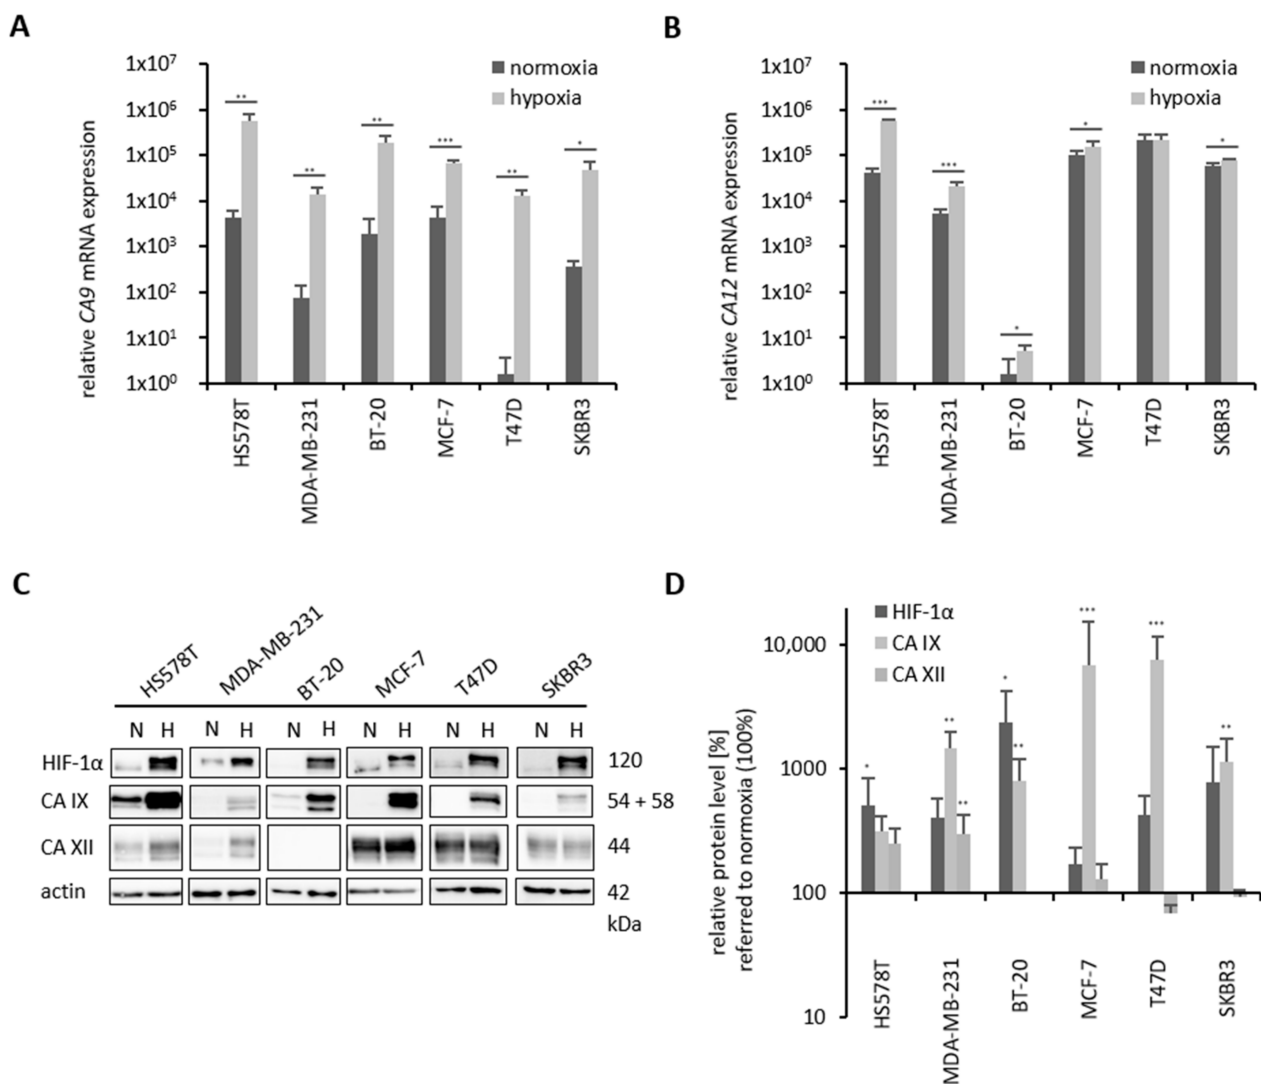 A
relative CA9 mRNA expression
1x10⁷
1x10⁶
1x10⁵
1x10⁴
1x10³
1x10²
1x10¹
1x10⁰
normoxia
hypoxia
**
**
**
***
**
*
HS578T
MDA-MB-231
BT-20
MCF-7
T47D
SKBR3
B
relative CA12 mRNA expression
1x10⁷
1x10⁶
1x10⁵
1x10⁴
1x10³
1x10²
1x10¹
1x10⁰
normoxia
hypoxia
***
***
*
*
*
HS578T
MDA-MB-231
BT-20
MCF-7
T47D
SKBR3
C
HS578T
MDA-MB-231
BT-20
MCF-7
T47D
SKBR3
N H N H N H N H N H N H
HIF-1α 120
CA IX 54 + 58
CA XII 44
actin 42
kDa
D
relative protein level [%]
referred to normoxia (100%)
10,000
1000
100
10
HIF-1α
CA IX
CA XII
*
**
**
*
**
***
***
**
HS578T
MDA-MB-231
BT-20
MCF-7
T47D
SKBR3